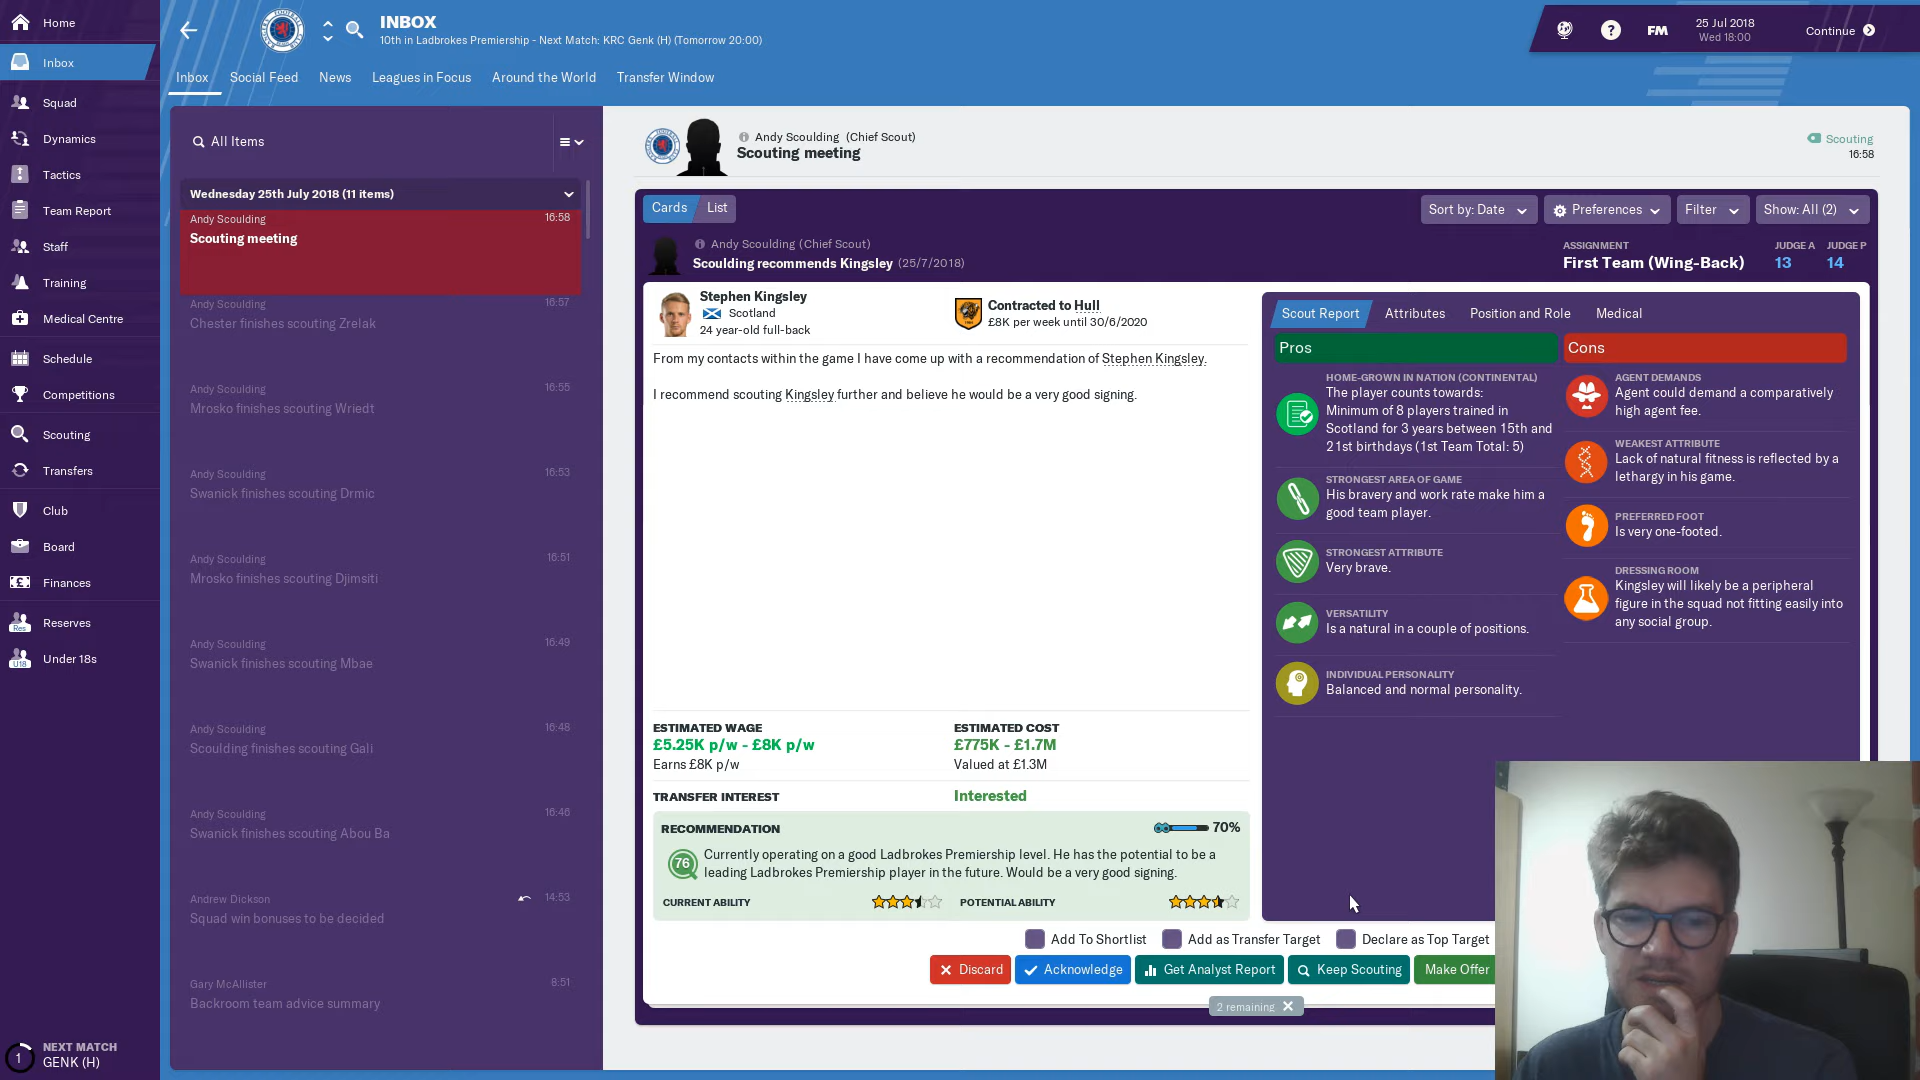 Home
Inbox
Squad
Dynamics
Tactics
Team Report
Staff
Training
Medical Centre
Schedule
Competitions
Scouting
Transfers
Club
Board
Finances
Res
Reserves
U18
Under 18s
1
NEXT MATCH
GENK (H)
INBOX
10th in Ladbrokes Premiership - Next Match: KRC Genk (H) (Tomorrow 20:00)
Inbox Social Feed News Leagues in Focus Around the World Transfer Window
?
FM
25 Jul 2018
Wed 18:00
Continue
All Items
Wednesday 25th July 2018 (11 items)
Andy Scoulding 16:58
Scouting meeting
Andy Scoulding 16:57
Chester finishes scouting Zrelak
Andy Scoulding 16:55
Mrosko finishes scouting Wriedt
Andy Scoulding 16:53
Swanick finishes scouting Drmic
Andy Scoulding 16:51
Mrosko finishes scouting Djimsiti
Andy Scoulding 16:49
Swanick finishes scouting Mbae
Andy Scoulding 16:48
Scoulding finishes scouting Gali
Andy Scoulding 16:46
Swanick finishes scouting Abou Ba
Andrew Dickson 14:53
Squad win bonuses to be decided
Gary McAllister 8:51
Backroom team advice summary
Andy Scoulding (Chief Scout)
Scouting meeting
Scouting
16:58
Cards List
Sort by: Date Preferences Filter Show: All (2)
Andy Scoulding (Chief Scout)
Scoulding recommends Kingsley (25/7/2018)
ASSIGNMENT JUDGE A JUDGE P
First Team (Wing-Back) 13 14
Stephen Kingsley
Scotland
24 year-old full-back
Contracted to Hull
£8K per week until 30/6/2020
From my contacts within the game I have come up with a recommendation of Stephen Kingsley.
I recommend scouting Kingsley further and believe he would be a very good signing.
ESTIMATED WAGE
£5.25K p/w - £8K p/w
Earns £8K p/w
ESTIMATED COST
£775K - £1.7M
Valued at £1.3M
TRANSFER INTEREST Interested
RECOMMENDATION 70%
76
Currently operating on a good Ladbrokes Premiership level. He has the potential to be a
leading Ladbrokes Premiership player in the future. Would be a very good signing.
CURRENT ABILITY POTENTIAL ABILITY
Scout Report Attributes Position and Role Medical
Pros
HOME-GROWN IN NATION (CONTINENTAL)
The player counts towards:
Minimum of 8 players trained in
Scotland for 3 years between 15th and
21st birthdays (1st Team Total: 5)
STRONGEST AREA OF GAME
His bravery and work rate make him a
good team player.
STRONGEST ATTRIBUTE
Very brave.
VERSATILITY
Is a natural in a couple of positions.
INDIVIDUAL PERSONALITY
Balanced and normal personality.
Cons
AGENT DEMANDS
Agent could demand a comparatively
high agent fee.
WEAKEST ATTRIBUTE
Lack of natural fitness is reflected by a
lethargy in his game.
PREFERRED FOOT
Is very one-footed.
DRESSING ROOM
Kingsley will likely be a peripheral
figure in the squad not fitting easily into
any social group.
Add To Shortlist Add as Transfer Target Declare as Top Target
Discard Acknowledge Get Analyst Report Keep Scouting Make Offer
2 remaining